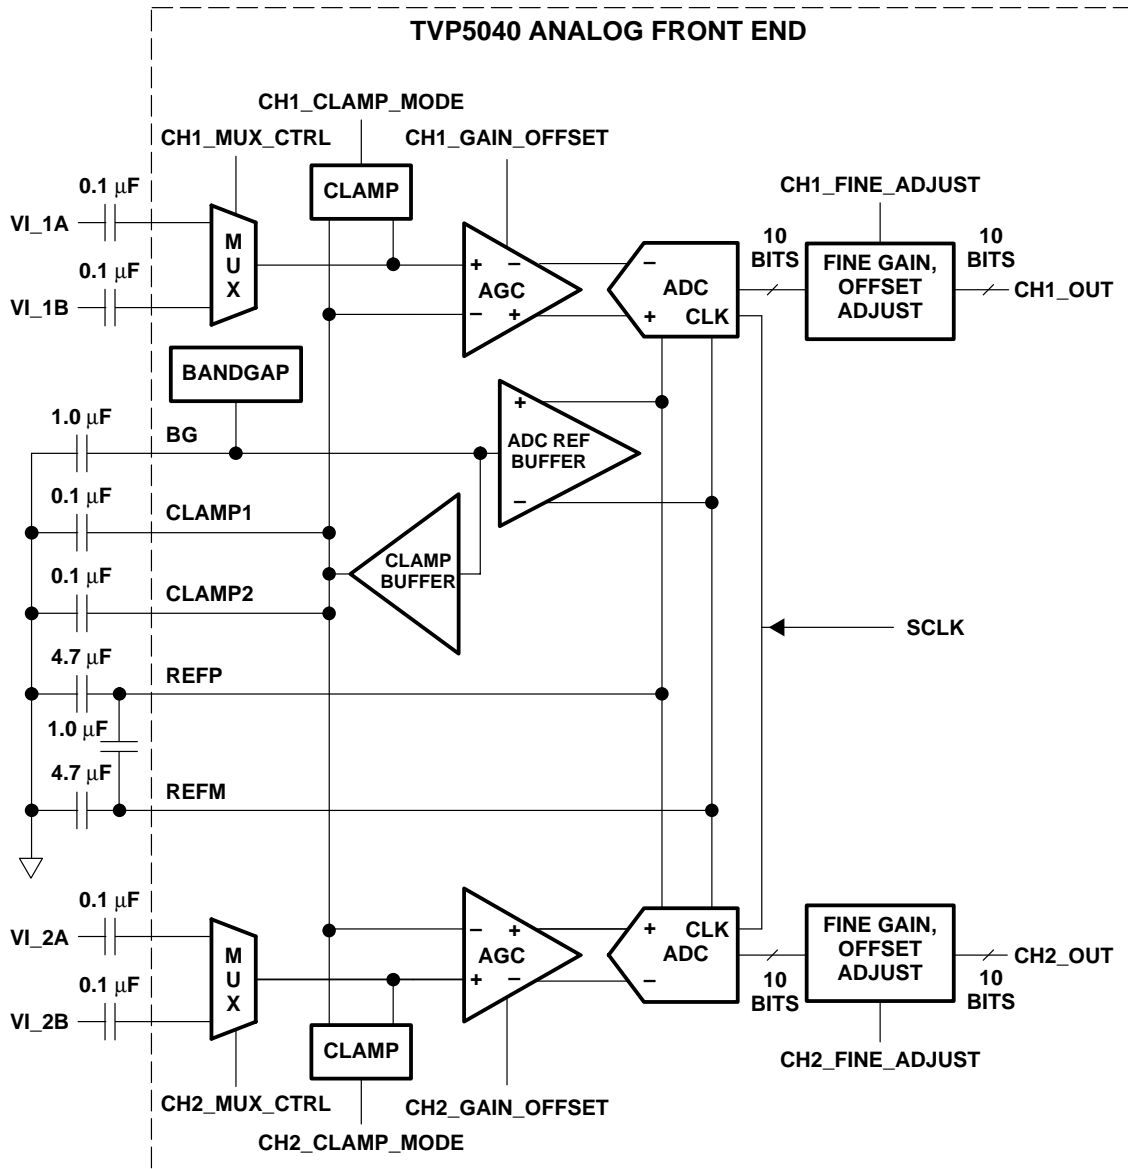 TVP5040 ANALOG FRONT END
CH1_CLAMP_MODE
CH1_MUX_CTRL
CH1_GAIN_OFFSET
0.1 μF
VI_1A
0.1 μF
VI_1B
MUX
CLAMP
+
−
AGC
−
+
−
ADC
+
CLK
10
BITS
CH1_FINE_ADJUST
FINE GAIN,
OFFSET
ADJUST
10
BITS
CH1_OUT
BANDGAP
1.0 μF
BG
+
ADC REF
BUFFER
−
0.1 μF
CLAMP1
CLAMP
BUFFER
0.1 μF
CLAMP2
SCLK
4.7 μF
REFP
1.0 μF
4.7 μF
REFM
0.1 μF
VI_2A
0.1 μF
VI_2B
MUX
CLAMP
−
+
AGC
+
−
+
CLK
ADC
−
10
BITS
FINE GAIN,
OFFSET
ADJUST
CH2_OUT
10
BITS
CH2_FINE_ADJUST
CH2_MUX_CTRL
CH2_GAIN_OFFSET
CH2_CLAMP_MODE